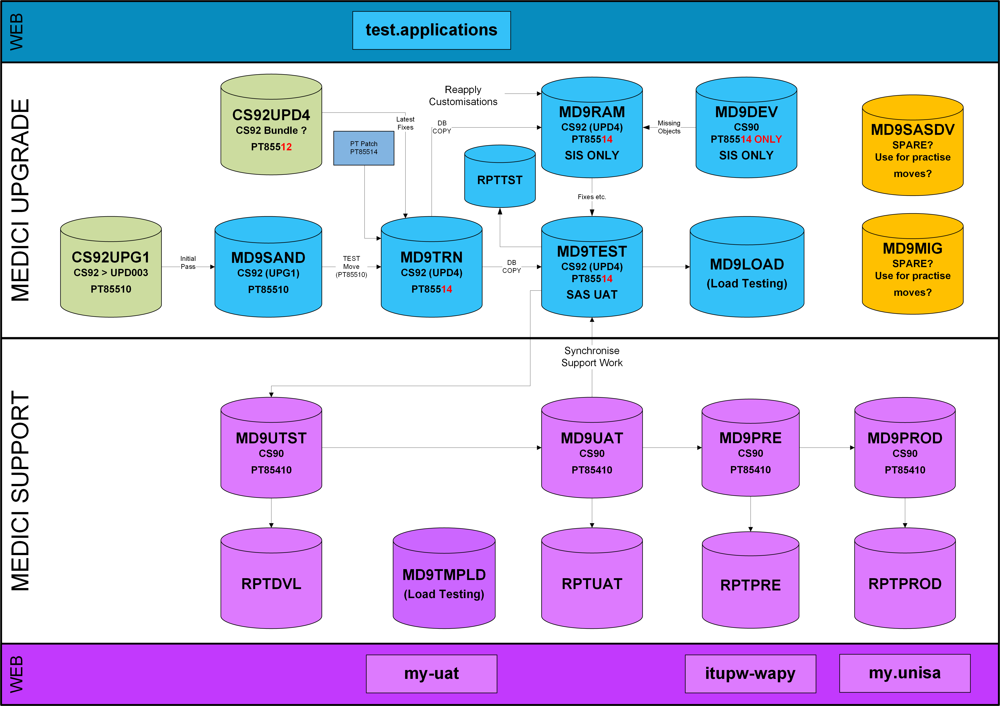 WEB
test.applications
MEDICI UPGRADE
CS92UPD4
CS92 Bundle ?
PT85512
Latest
Fixes
PT Patch
PT85514
Reapply
Customisations
DB
COPY
MD9RAM
CS92 (UPD4)
PT85514
SIS ONLY
Missing
Objects
MD9DEV
CS90
PT85514 ONLY
SIS ONLY
MD9SASDV
SPARE?
Use for practise
moves?
RPTTST
Fixes etc.
CS92UPG1
CS92 > UPD003
PT85510
Initial
Pass
MD9SAND
CS92 (UPG1)
PT85510
TEST
Move
(PT85510)
MD9TRN
CS92 (UPD4)
PT85514
DB
COPY
MD9TEST
CS92 (UPD4)
PT85514
SAS UAT
MD9LOAD
(Load Testing)
MD9MIG
SPARE?
Use for practise
moves?
MEDICI SUPPORT
Synchronise
Support Work
MD9UTST
CS90
PT85410
MD9UAT
CS90
PT85410
MD9PRE
CS90
PT85410
MD9PROD
CS90
PT85410
RPTDVL
MD9TMPLD
(Load Testing)
RPTUAT
RPTPRE
RPTPROD
WEB
my-uat
itupw-wapy
my.unisa